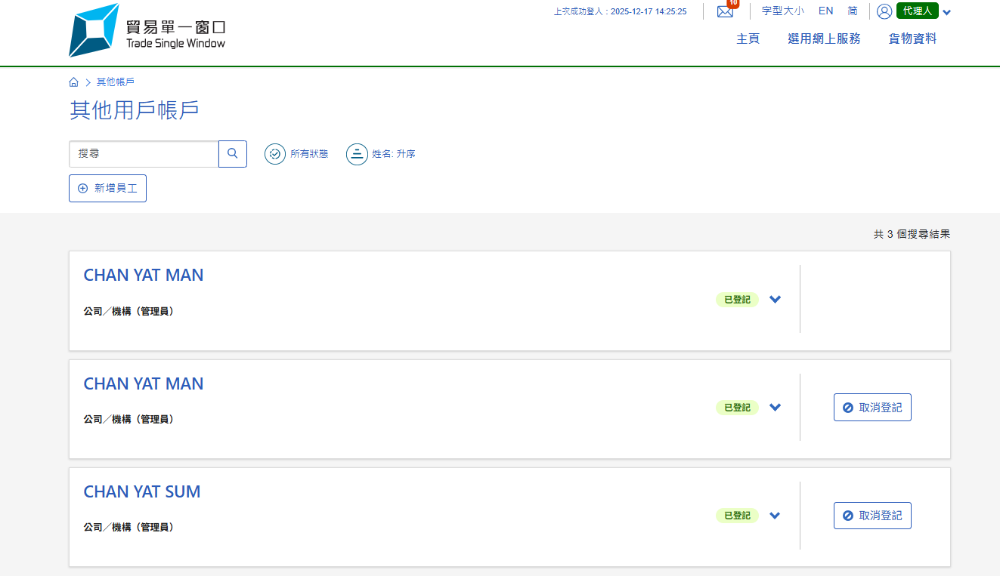 貿易單一窗口
Trade Single Window
上次成功登入：2025-12-17 14:25:25
10
字型大小
EN
简
代理人
主頁
選用網上服務
貨物資料
其他帳戶
其他用戶帳戶
搜尋
所有狀態
姓名: 升序
新增員工
共 3 個搜尋結果
CHAN YAT MAN
公司／機構（管理員）
已登記
CHAN YAT MAN
公司／機構（管理員）
已登記
取消登記
CHAN YAT SUM
公司／機構（管理員）
已登記
取消登記